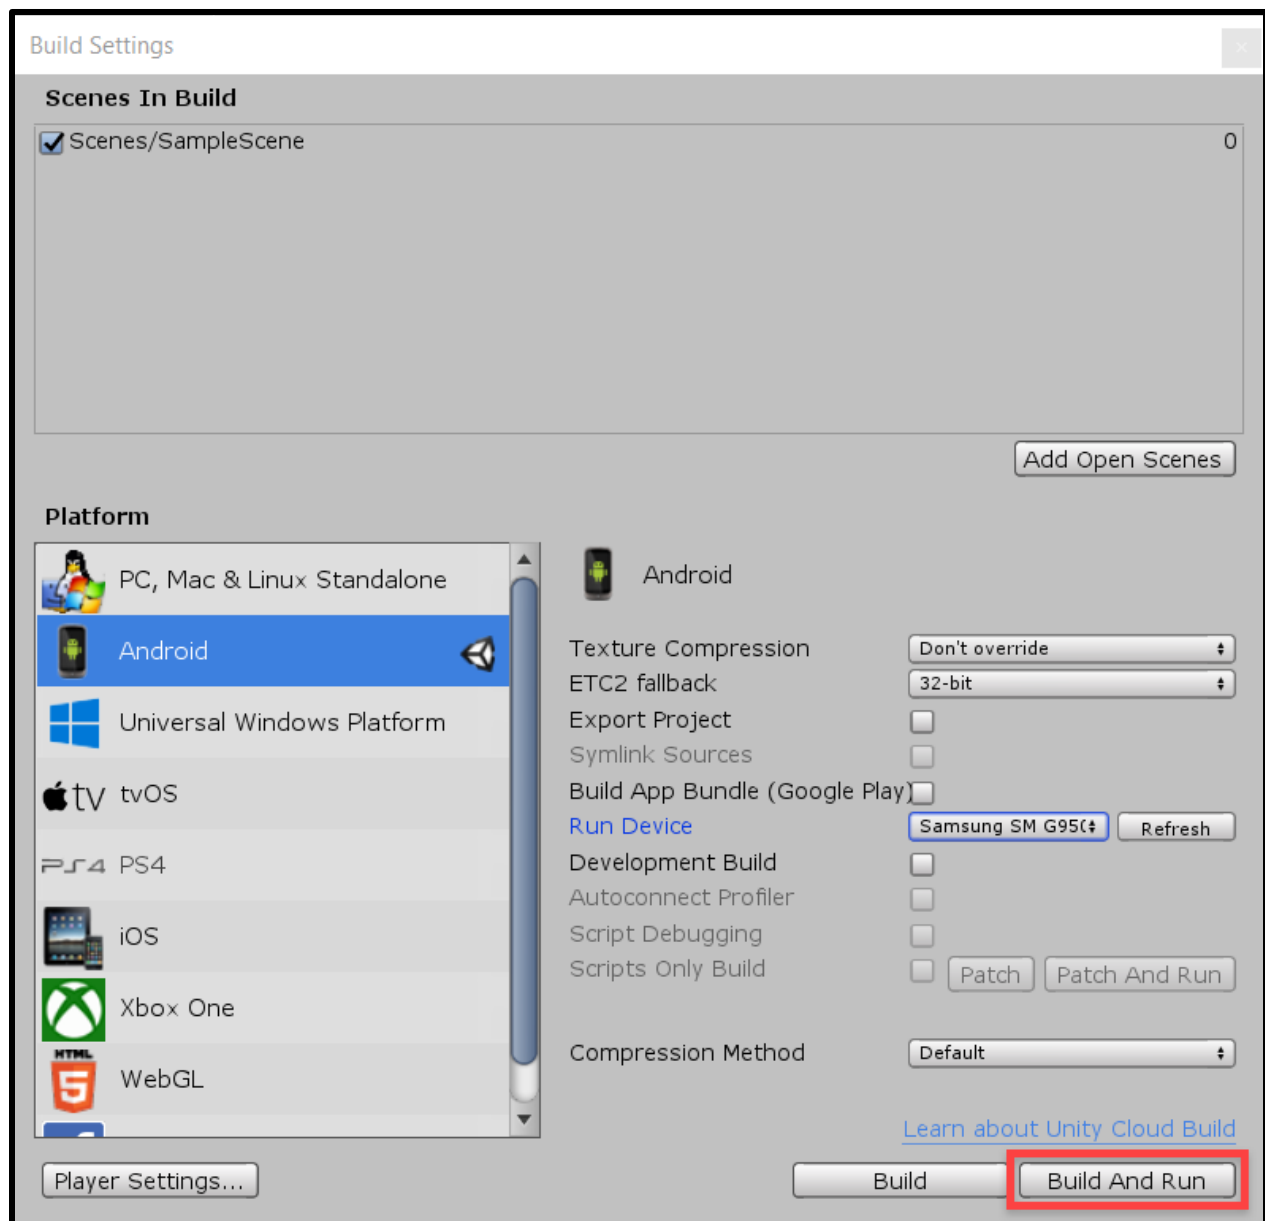 Build Settings
Scenes In Build
Scenes/SampleScene 0
Add Open Scenes
Platform
PC, Mac & Linux Standalone
Android
Universal Windows Platform
tv tvOS
PS4 PS4
iOS
Xbox One
HTML
5 WebGL
Android
Texture Compression Don't override
ETC2 fallback 32-bit
Export Project
Symlink Sources
Build App Bundle (Google Play)
Run Device Samsung SM G950 Refresh
Development Build
Autoconnect Profiler
Script Debugging
Scripts Only Build Patch Patch And Run
Compression Method Default
Learn about Unity Cloud Build
Player Settings... Build Build And Run